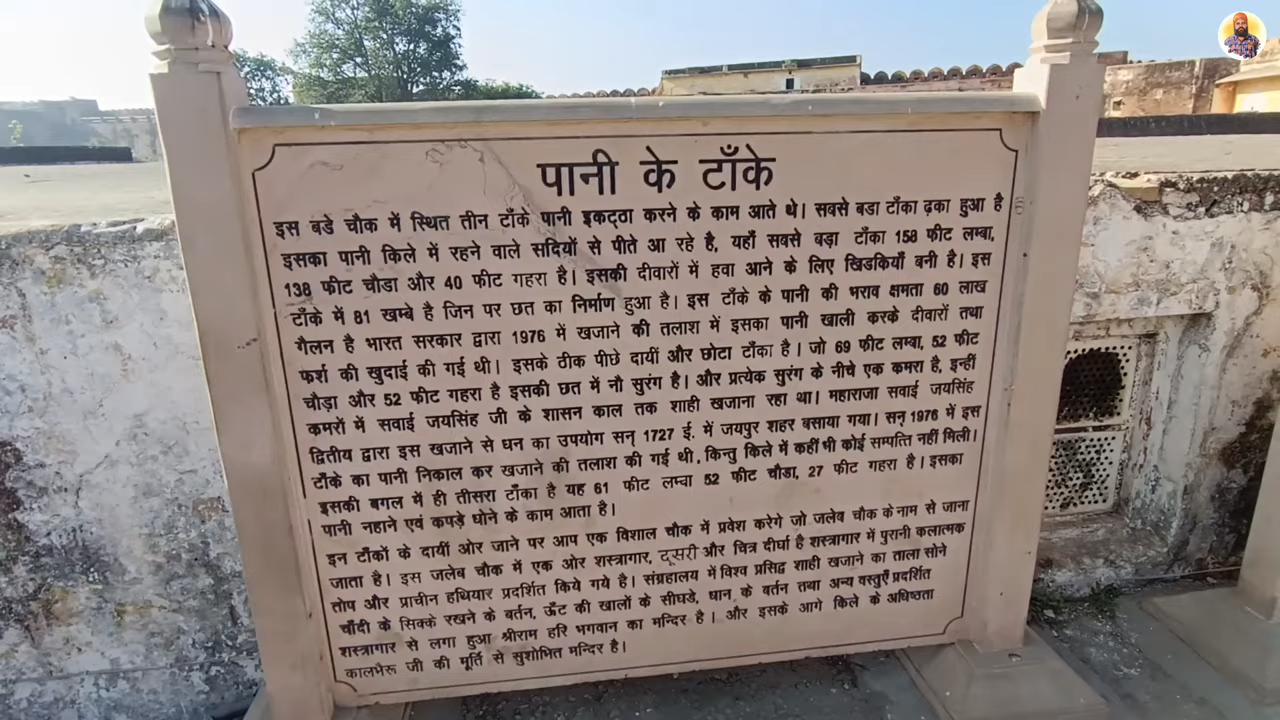 पानी के टाँके
इस बडे चौक में स्थित तीन टाँके पानी इकट्ठा करने के काम आते थे। सबसे बडा टाँका ढ़का हुआ है
इसका पानी किले में रहने वाले सदियों से पीते आ रहे है, यहाँ सबसे बड़ा टाँका 158 फीट लम्बा,
138 फीट चौडा और 40 फीट गहरा है। इसकी दीवारों में हवा आने के लिए खिडकियाँ बनी है। इस
टाँके में 81 खम्बे है जिन पर छत का निर्माण हुआ है। इस टाँके के पानी की भराव क्षमता 60 लाख
गैलन है भारत सरकार द्वारा 1976 में खजाने की तलाश में इसका पानी खाली करके दीवारों तथा
फर्श की खुदाई की गई थी। इसके ठीक पीछे दायीं और छोटा टाँका है। जो 69 फीट लम्बा, 52 फीट
चौड़ा और 52 फीट गहरा है इसकी छत में नौ सुरंग है। और प्रत्येक सुरंग के नीचे एक कमरा है, इन्हीं
कमरों में सवाई जयसिंह जी के शासन काल तक शाही खजाना रहा था। महाराजा सवाई जयसिंह
द्वितीय द्वारा इस खजाने से धन का उपयोग सन् 1727 ई. में जयपुर शहर बसाया गया। सन् 1976 में इस
टाँके का पानी निकाल कर खजाने की तलाश की गई थी, किन्तु किले में कहीं भी कोई सम्पत्ति नहीं मिली।
इसकी बगल में ही तीसरा टाँका है यह 61 फीट लम्वा 52 फीट चौडा, 27 फीट गहरा है। इसका
पानी नहाने एवं कपड़े धोने के काम आता है।
इन टाँकों के दायीं ओर जाने पर आप एक विशाल चौक में प्रवेश करेगे जो जलेव चौक के नाम से जाना
जाता है। इस जलेब चौक में एक ओर शस्त्रागार, दूसरी और चित्र दीर्घा है शस्त्रागार में पुरानी कलात्मक
तोप और प्राचीन हथियार प्रदर्शित किये गये है। संग्रहालय में विश्व प्रसिद्व शाही खजाने का ताला सोने
चाँदी के सिक्के रखने के बर्तन, ऊँट की खालों के सीघडे, धान के बर्तन तथा अन्य वस्तुएँ प्रदर्शित
शस्त्रागार से लगा हुआ श्रीराम हरि भगवान का मन्दिर है। और इसके आगे किले के अधिष्ठता
कालभैरू जी की मूर्ति से सुशोभित मन्दिर है।